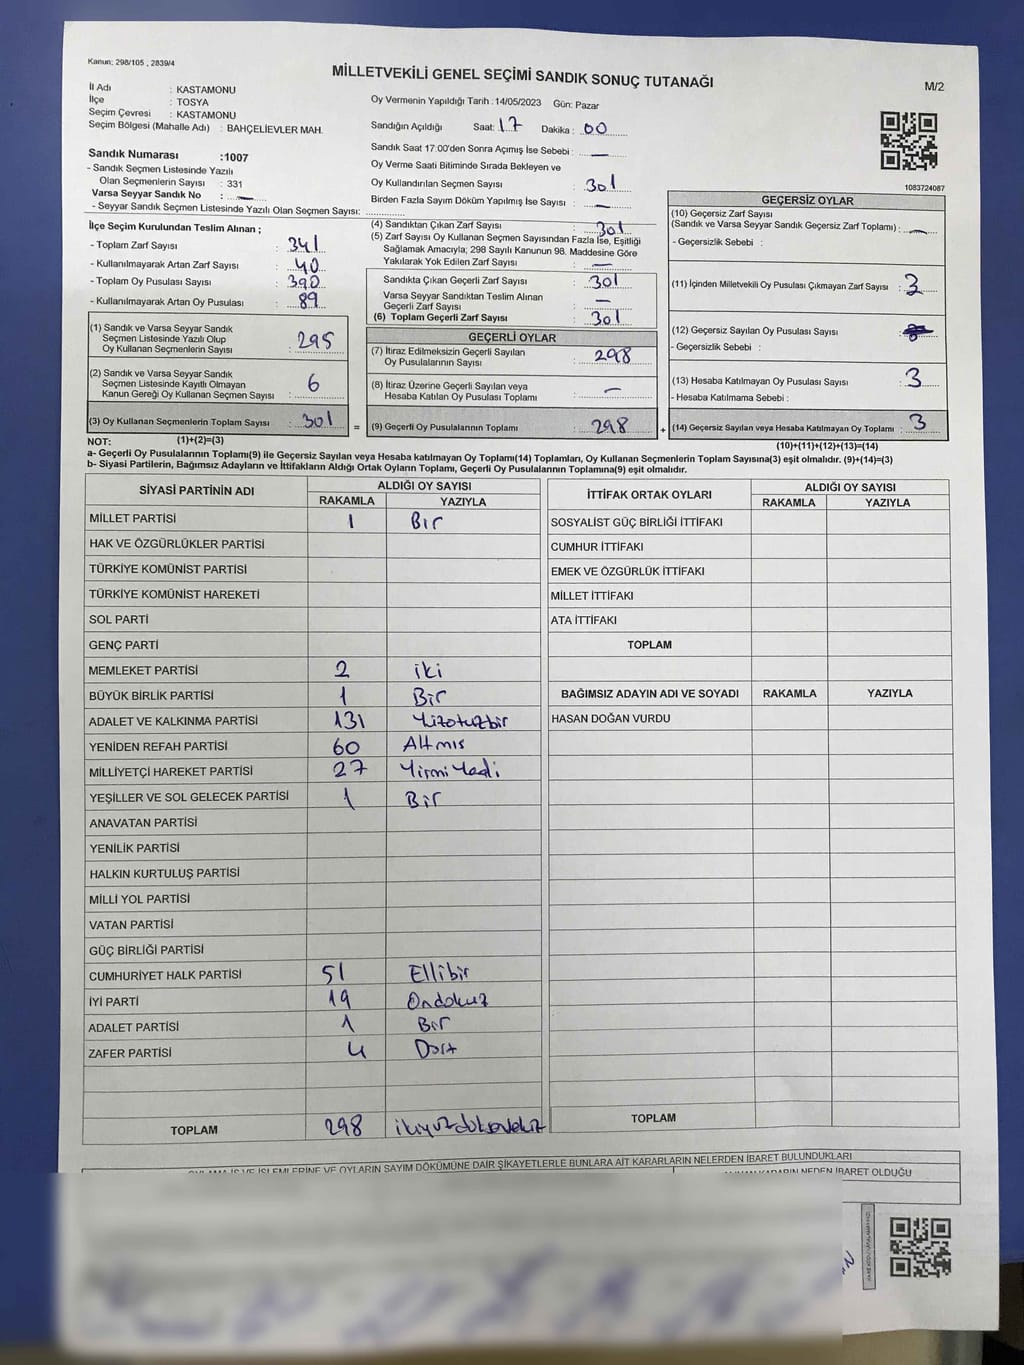 Kanun: 298/105 , 2839/4
MİLLETVEKİLİ GENEL SEÇİMİ SANDIK SONUÇ TUTANAĞI
M/2
İl Adı : KASTAMONU
İlçe : TOSYA
Seçim Çevresi : KASTAMONU
Seçim Bölgesi (Mahalle Adı) : BAHÇELİEVLER MAH.
Oy Vermenin Yapıldığı Tarih :14/05/2023 Gün: Pazar
Sandığın Açıldığı Saat: 17 Dakika : 00
Sandık Saat 17:00'den Sonra Açımış İse Sebebi : —
Oy Verme Saati Bitiminde Sırada Bekleyen ve
Oy Kullandırılan Seçmen Sayısı : 301
Birden Fazla Sayım Döküm Yapılmış İse Sayısı : —
Sandık Numarası :1007
- Sandık Seçmen Listesinde Yazılı
Olan Seçmenlerin Sayısı : 331
Varsa Seyyar Sandık No : —
- Seyyar Sandık Seçmen Listesinde Yazılı Olan Seçmen Sayısı:
1083724087
İlçe Seçim Kurulundan Teslim Alınan ;
- Toplam Zarf Sayısı : 341
- Kullanılmayarak Artan Zarf Sayısı : 40
- Toplam Oy Pusulası Sayısı : 390
- Kullanılmayarak Artan Oy Pusulası : 89
(1) Sandık ve Varsa Seyyar Sandık
Seçmen Listesinde Yazılı Olup
Oy Kullanan Seçmenlerin Sayısı : 295
(2) Sandık ve Varsa Seyyar Sandık
Seçmen Listesinde Kayıtlı Olmayan
Kanun Gereği Oy Kullanan Seçmen Sayısı : 6
(3) Oy Kullanan Seçmenlerin Toplam Sayısı : 301 =
(1)+(2)=(3)
(4) Sandıktan Çıkan Zarf Sayısı : 301
(5) Zarf Sayısı Oy Kullanan Seçmen Sayısından Fazla İse, Eşitliği
Sağlamak Amacıyla; 298 Sayılı Kanunun 98. Maddesine Göre
Yakılarak Yok Edilen Zarf Sayısı : —
Sandıkta Çıkan Geçerli Zarf Sayısı : 301
Varsa Seyyar Sandıktan Teslim Alınan
Geçerli Zarf Sayısı : —
(6) Toplam Geçerli Zarf Sayısı : 301
GEÇERLİ OYLAR
(7) İtiraz Edilmeksizin Geçerli Sayılan
Oy Pusulalarının Sayısı : 298
(8) İtiraz Üzerine Geçerli Sayılan veya
Hesaba Katılan Oy Pusulası Toplamı : —
(9) Geçerli Oy Pusulalarının Toplamı : 298 +
GEÇERSİZ OYLAR
(10) Geçersiz Zarf Sayısı
(Sandık ve Varsa Seyyar Sandık Geçersiz Zarf Toplamı) : —
- Geçersizlik Sebebi :
(11) İçinden Milletvekili Oy Pusulası Çıkmayan Zarf Sayısı : 3
(12) Geçersiz Sayılan Oy Pusulası Sayısı :
- Geçersizlik Sebebi :
(13) Hesaba Katılmayan Oy Pusulası Sayısı : 3
- Hesaba Katılmama Sebebi :
(14) Geçersiz Sayılan veya Hesaba Katılmayan Oy Toplamı : 3
(10)+(11)+(12)+(13)=(14)
NOT:
a- Geçerli Oy Pusulalarının Toplamı(9) ile Geçersiz Sayılan veya Hesaba katılmayan Oy Toplamı(14) Toplamları, Oy Kullanan Seçmenlerin Toplam Sayısına(3) eşit olmalıdır. (9)+(14)=(3)
b- Siyasi Partilerin, Bağımsız Adayların ve İttifakların Aldığı Ortak Oyların Toplamı, Geçerli Oy Pusulalarının Toplamına(9) eşit olmalıdır.
SİYASİ PARTİNİN ADI ALDIĞI OY SAYISI
RAKAMLA YAZIYLA
MİLLET PARTİSİ 1 Bir
HAK VE ÖZGÜRLÜKLER PARTİSİ
TÜRKİYE KOMÜNİST PARTİSİ
TÜRKİYE KOMÜNİST HAREKETİ
SOL PARTİ
GENÇ PARTİ
MEMLEKET PARTİSİ 2 iki
BÜYÜK BİRLİK PARTİSİ 1 Bir
ADALET VE KALKINMA PARTİSİ 131 Yüzotuzbir
YENİDEN REFAH PARTİSİ 60 Altmıs
MİLLİYETÇİ HAREKET PARTİSİ 27 YirmiYedi
YEŞİLLER VE SOL GELECEK PARTİSİ 1 Bir
ANAVATAN PARTİSİ
YENİLİK PARTİSİ
HALKIN KURTULUŞ PARTİSİ
MİLLİ YOL PARTİSİ
VATAN PARTİSİ
GÜÇ BİRLİĞİ PARTİSİ
CUMHURİYET HALK PARTİSİ 51 Ellibir
İYİ PARTİ 19 Ondokuz
ADALET PARTİSİ 1 Bir
ZAFER PARTİSİ 4 Dört
TOPLAM 298
İTTİFAK ORTAK OYLARI ALDIĞI OY SAYISI
RAKAMLA YAZIYLA
SOSYALİST GÜÇ BİRLİĞİ İTTİFAKI
CUMHUR İTTİFAKI
EMEK VE ÖZGÜRLÜK İTTİFAKI
MİLLET İTTİFAKI
ATA İTTİFAKI
TOPLAM
BAĞIMSIZ ADAYIN ADI VE SOYADI RAKAMLA YAZIYLA
HASAN DOĞAN VURDU
TOPLAM
OYLAMA İŞ VE İŞLEMLERİNE VE OYLARIN SAYIM DÖKÜMÜNE DAİR ŞİKAYETLERLE BUNLARA AİT KARARLARIN NELERDEN İBARET BULUNDUKLARI
KARARIN NEDEN İBARET OLDUĞU